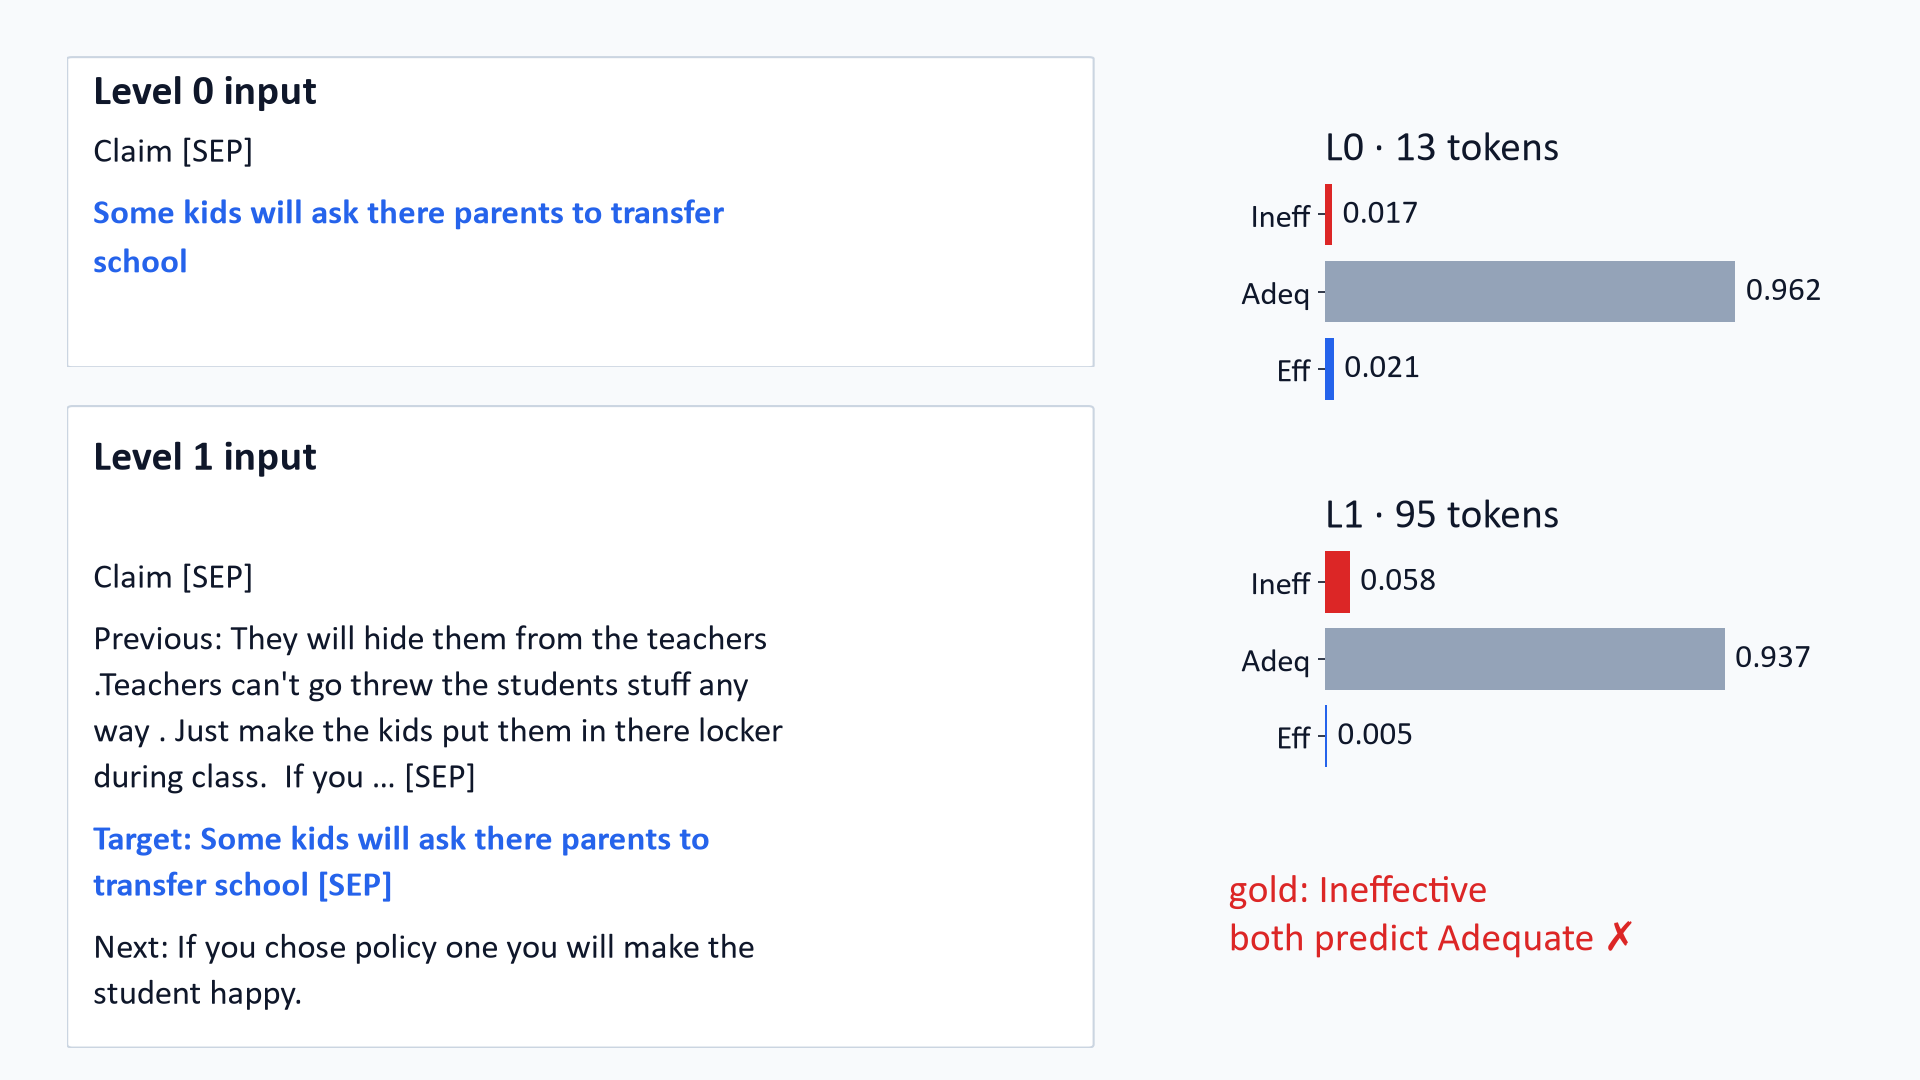 Level 0 input
Claim [SEP]
Some kids will ask there parents to transfer
school
L0 · 13 tokens
Ineff 0.017
Adeq 0.962
Eff 0.021
Level 1 input
Claim [SEP]
Previous: They will hide them from the teachers
.Teachers can't go threw the students stuff any
way . Just make the kids put them in there locker
during class.  If you ... [SEP]
Target: Some kids will ask there parents to
transfer school [SEP]
Next: If you chose policy one you will make the
student happy.
L1 · 95 tokens
Ineff 0.058
Adeq 0.937
Eff 0.005
gold: Ineffective
both predict Adequate ✗